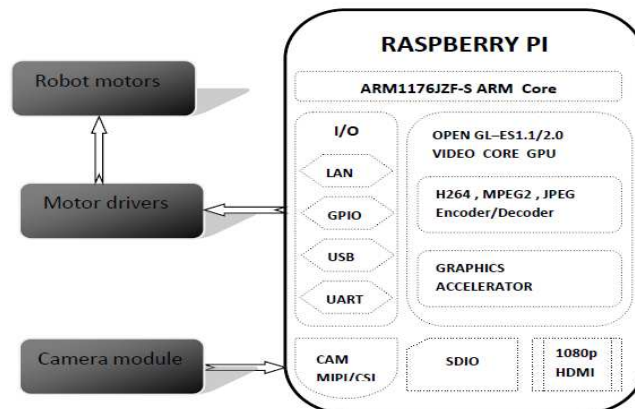 RASPBERRY PI
ARM1176JZF-S ARM Core
Robot motors
Motor drivers
Camera module
I/O
LAN
GPIO
USB
UART
OPEN GL–ES1.1/2.0
VIDEO CORE GPU
H264 , MPEG2 , JPEG
Encoder/Decoder
GRAPHICS
ACCELERATOR
CAM
MIPI/CSI
SDIO
1080p
HDMI